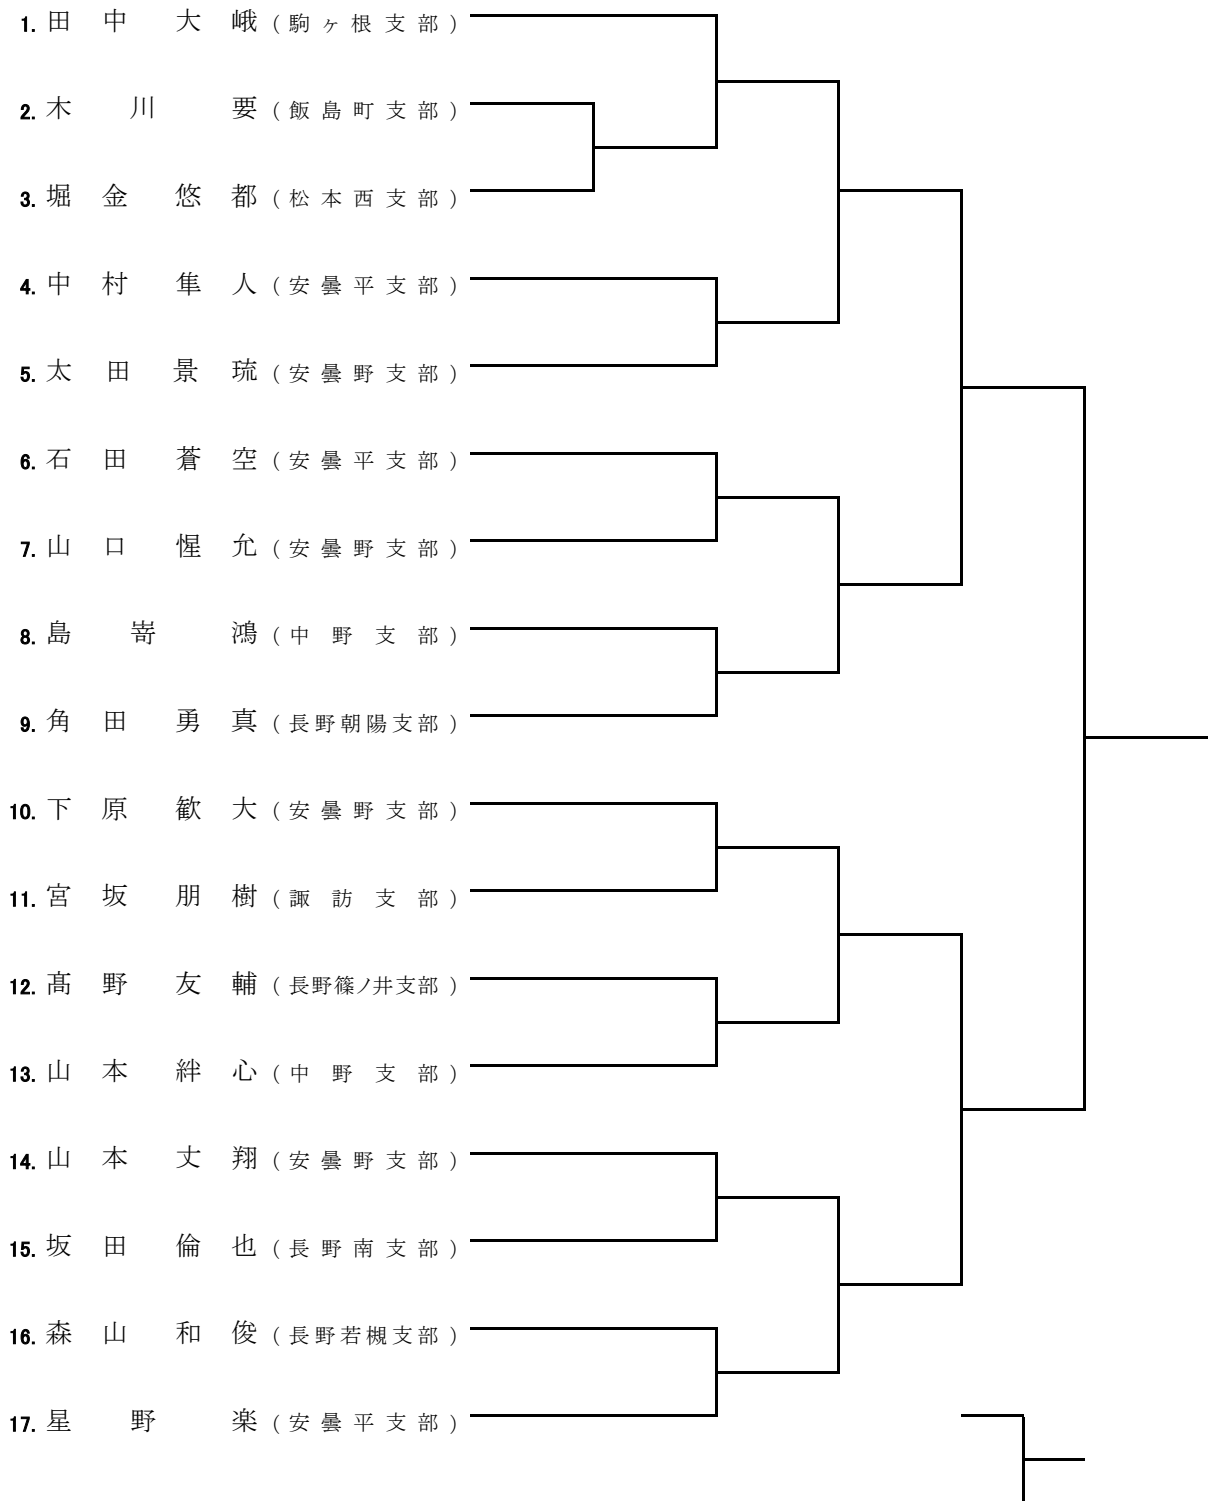 1. 田中 大峨 (駒ヶ根支部)
2. 木川 要 (飯島町支部)
3. 堀金 悠都 (松本西支部)
4. 中村 隼人 (安曇平支部)
5. 太田 景琉 (安曇野支部)
6. 石田 蒼空 (安曇平支部)
7. 山口 惺允 (安曇野支部)
8. 島嵜 鴻 (中野支部)
9. 角田 勇真 (長野朝陽支部)
10. 下原 歓大 (安曇野支部)
11. 宮坂 朋樹 (諏訪支部)
12. 髙野 友輔 (長野篠ノ井支部)
13. 山本 絆心 (中野支部)
14. 山本 丈翔 (安曇野支部)
15. 坂田 倫也 (長野南支部)
16. 森山 和俊 (長野若槻支部)
17. 星野 楽 (安曇平支部)